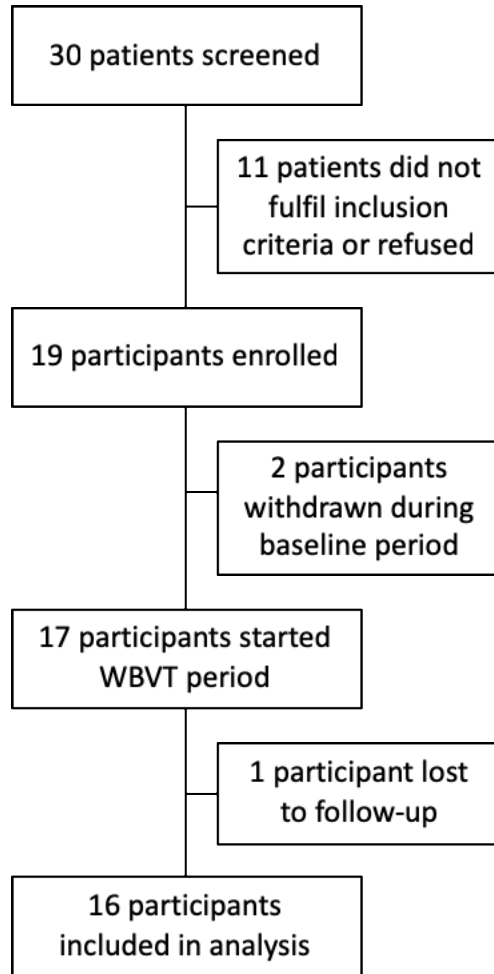 30 patients screened
11 patients did not
fulfil inclusion
criteria or refused
19 participants enrolled
2 participants
withdrawn during
baseline period
17 participants started
WBVT period
1 participant lost
to follow-up
16 participants
included in analysis